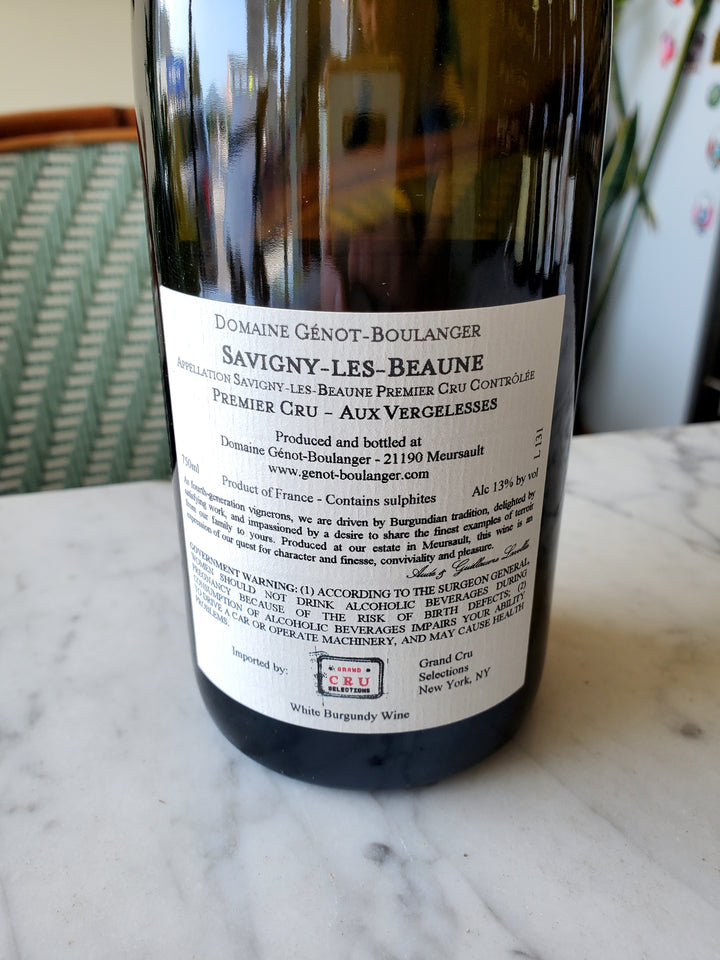 DOMAINE GÉNOT-BOULANGER
SAVIGNY-LES-BEAUNE
APPELLATION SAVIGNY-LES-BEAUNE PREMIER CRU CONTRÔLÉE
PREMIER CRU - AUX VERGELESSES
Produced and bottled at
Domaine Génot-Boulanger - 21190 Meursault
www.genot-boulanger.com
750ml
Product of France - Contains sulphites
Alc 13% by vol
L 131
As fourth-generation vignerons, we are driven by Burgundian tradition, delighted by
satisfying work, and impassioned by a desire to share the finest examples of terroir
from our family to yours. Produced at our estate in Meursault, this wine is an
expression of our quest for character and finesse, conviviality and pleasure.
Aude & Guillaume Lavollée
GOVERNMENT WARNING: (1) ACCORDING TO THE SURGEON GENERAL,
WOMEN SHOULD NOT DRINK ALCOHOLIC BEVERAGES DURING
PREGNANCY BECAUSE OF THE RISK OF BIRTH DEFECTS; (2)
CONSUMPTION OF ALCOHOLIC BEVERAGES IMPAIRS YOUR ABILITY
TO DRIVE A CAR OR OPERATE MACHINERY, AND MAY CAUSE HEALTH
PROBLEMS.
Imported by:
GRAND
CRU
SELECTIONS
Grand Cru
Selections
New York, NY
White Burgundy Wine